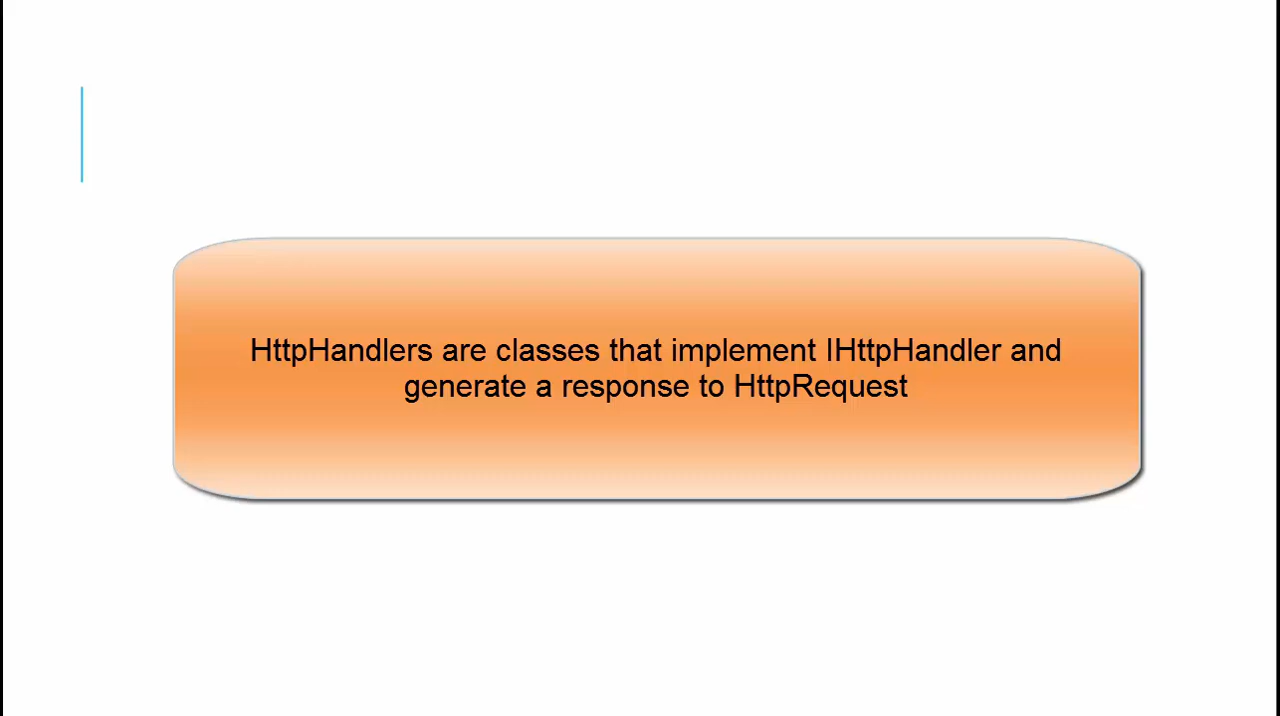 HttpHandlers are classes that implement IHttpHandler and
generate a response to HttpRequest